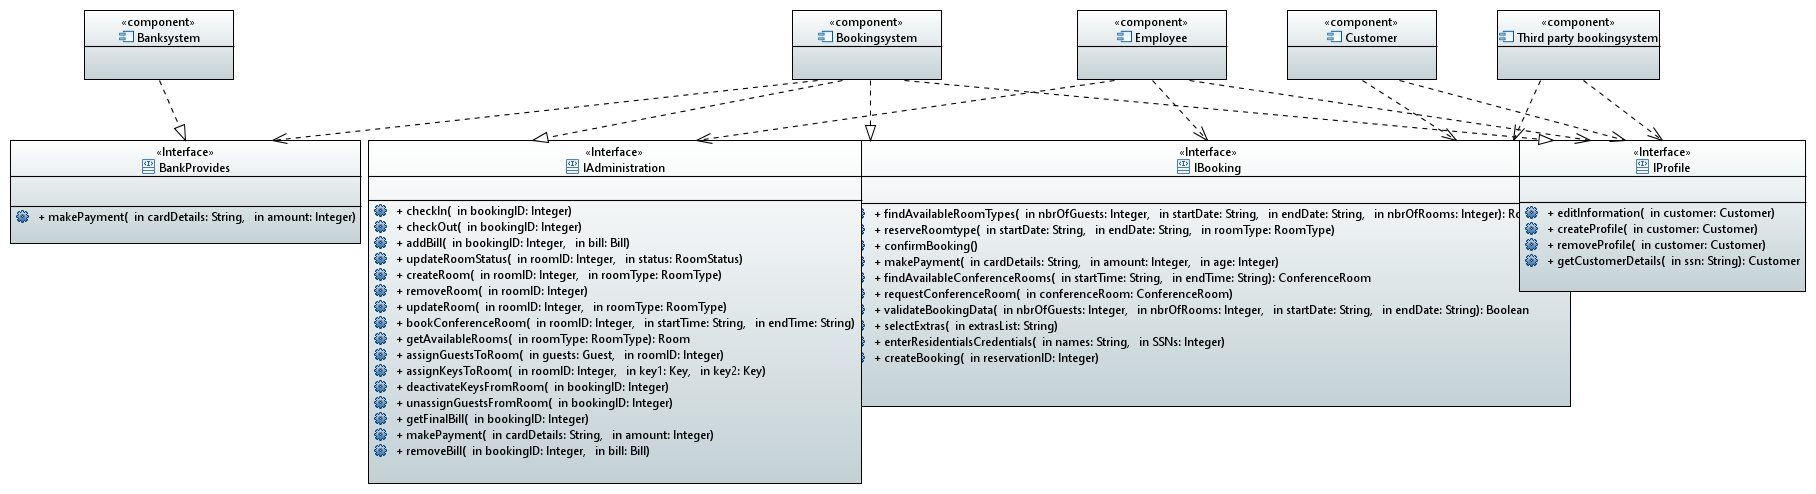 «component»
Banksystem
«component»
Bookingsystem
«component»
Employee
«component»
Customer
«component»
Third party bookingsystem
«Interface»
BankProvides
+ makePayment( in cardDetails: String, in amount: Integer)
«Interface»
IAdministration
+ checkIn( in bookingID: Integer)
+ checkOut( in bookingID: Integer)
+ addBill( in bookingID: Integer, in bill: Bill)
+ updateRoomStatus( in roomID: Integer, in status: RoomStatus)
+ createRoom( in roomID: Integer, in roomType: RoomType)
+ removeRoom( in roomID: Integer)
+ updateRoom( in roomID: Integer, in roomType: RoomType)
+ bookConferenceRoom( in roomID: Integer, in startTime: String, in endTime: String)
+ getAvailableRooms( in roomType: RoomType): Room
+ assignGuestsToRoom( in guests: Guest, in roomID: Integer)
+ assignKeysToRoom( in roomID: Integer, in key1: Key, in key2: Key)
+ deactivateKeysFromRoom( in bookingID: Integer)
+ unassignGuestsFromRoom( in bookingID: Integer)
+ getFinalBill( in bookingID: Integer)
+ makePayment( in cardDetails: String, in amount: Integer)
+ removeBill( in bookingID: Integer, in bill: Bill)
«Interface»
IBooking
+ findAvailableRoomTypes( in nbrOfGuests: Integer, in startDate: String, in endDate: String, in nbrOfRooms: Integer):
+ reserveRoomtype( in startDate: String, in endDate: String, in roomType: RoomType)
+ confirmBooking()
+ makePayment( in cardDetails: String, in amount: Integer, in age: Integer)
+ findAvailableConferenceRooms( in startTime: String, in endTime: String): ConferenceRoom
+ requestConferenceRoom( in conferenceRoom: ConferenceRoom)
+ validateBookingData( in nbrOfGuests: Integer, in nbrOfRooms: Integer, in startDate: String, in endDate: String): Boolean
+ selectExtras( in extrasList: String)
+ enterResidentialsCredentials( in names: String, in SSNs: Integer)
+ createBooking( in reservationID: Integer)
«Interface»
IProfile
+ editInformation( in customer: Customer)
+ createProfile( in customer: Customer)
+ removeProfile( in customer: Customer)
+ getCustomerDetails( in ssn: String): Customer